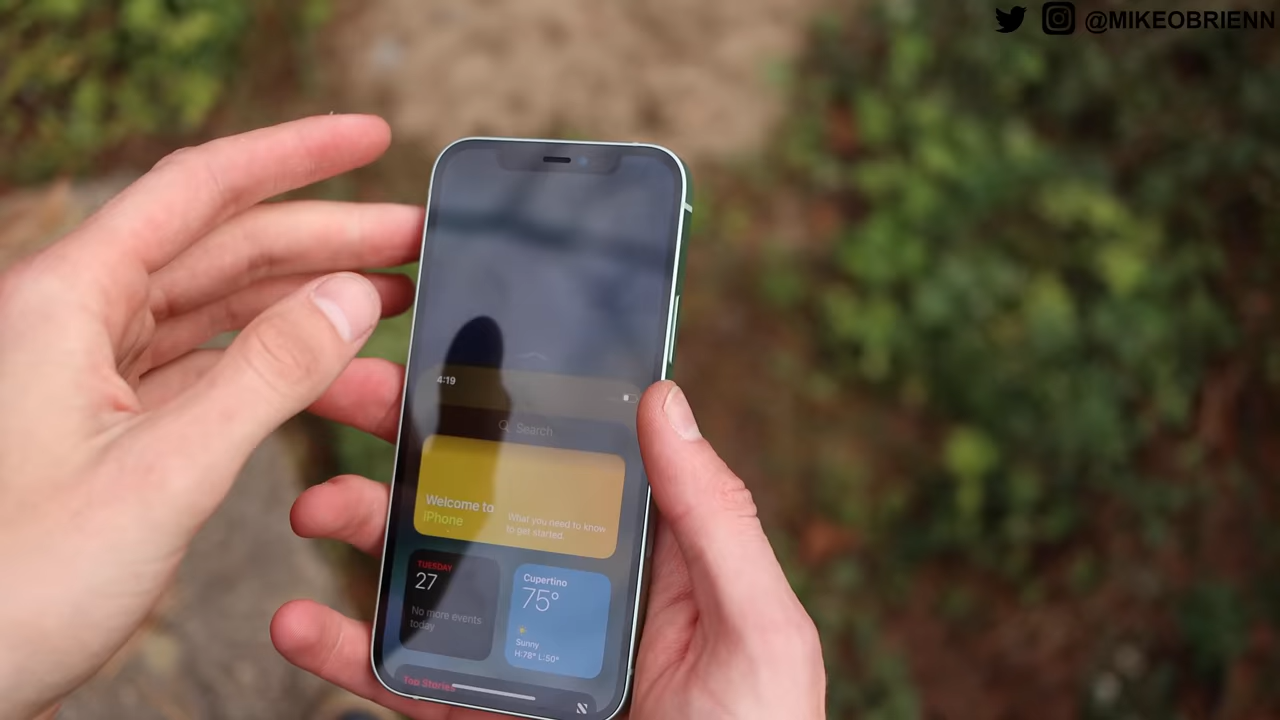 @MIKEOBRIENN
4:19
Search
Welcome to
iPhone
What you need to know
to get started.
TUESDAY
27
No more events
today
Cupertino
75°
Sunny
H:78° L:50°
Top Stories